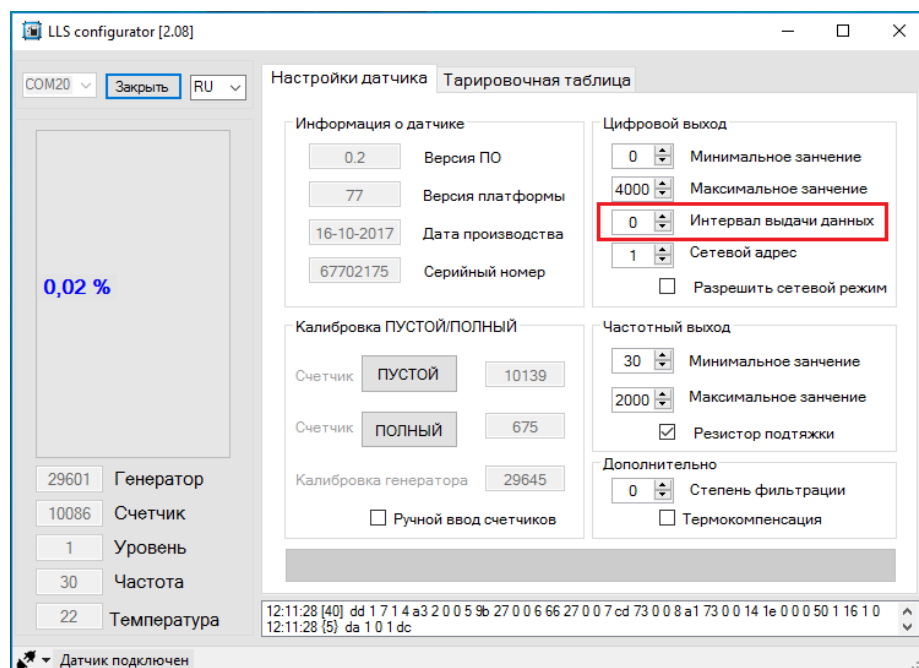 LLS configurator [2.08]
COM20 Закрыть RU
Настройки датчика Тарировочная таблица
Информация о датчике
0.2 Версия ПО
77 Версия платформы
16-10-2017 Дата производства
67702175 Серийный номер
Цифровой выход
0 Минимальное занчение
4000 Максимальное занчение
0 Интервал выдачи данных
1 Сетевой адрес
Разрешить сетевой режим
0,02 %
Калибровка ПУСТОЙ/ПОЛНЫЙ
Счетчик ПУСТОЙ 10139
Счетчик ПОЛНЫЙ 675
Калибровка генератора 29645
Ручной ввод счетчиков
Частотный выход
30 Минимальное занчение
2000 Максимальное занчение
Резистор подтяжки
Дополнительно
0 Степень фильтрации
Термокомпенсация
29601 Генератор
10086 Счетчик
1 Уровень
30 Частота
22 Температура
12:11:28 [40] dd 1 7 1 4 a3 2 0 0 5 9b 27 0 0 6 66 27 0 0 7 cd 73 0 0 8 a1 73 0 0 14 1e 0 0 0 50 1 16 1 0
12:11:28 {5} da 1 0 1 dc
Датчик подключен